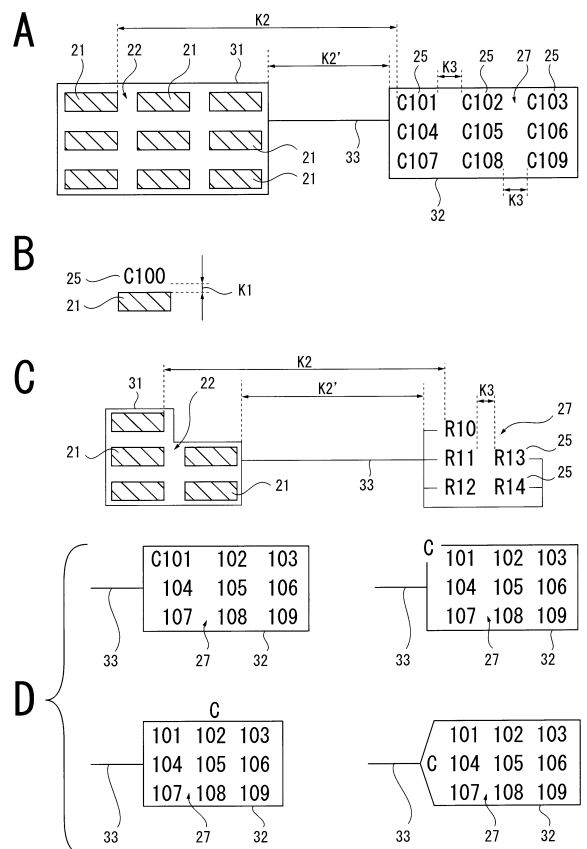 A
K2
K2'
21 22 21 31
25 K3 25 27 25
C101 C102 C103
C104 C105 C106
C107 C108 C109
21
33
21
K3
32
B
25 C100
21
K1
C
K2
K2'
31
22
K3
27
R10
25
21
R11 R13
25
R12 R14
21
33
D
C101 102 103
104 105 106
107 108 109
33 27 32
C
101 102 103
104 105 106
107 108 109
33 27 32
C
101 102 103
104 105 106
107 108 109
33 27 32
101 102 103
C 104 105 106
107 108 109
33 27 32